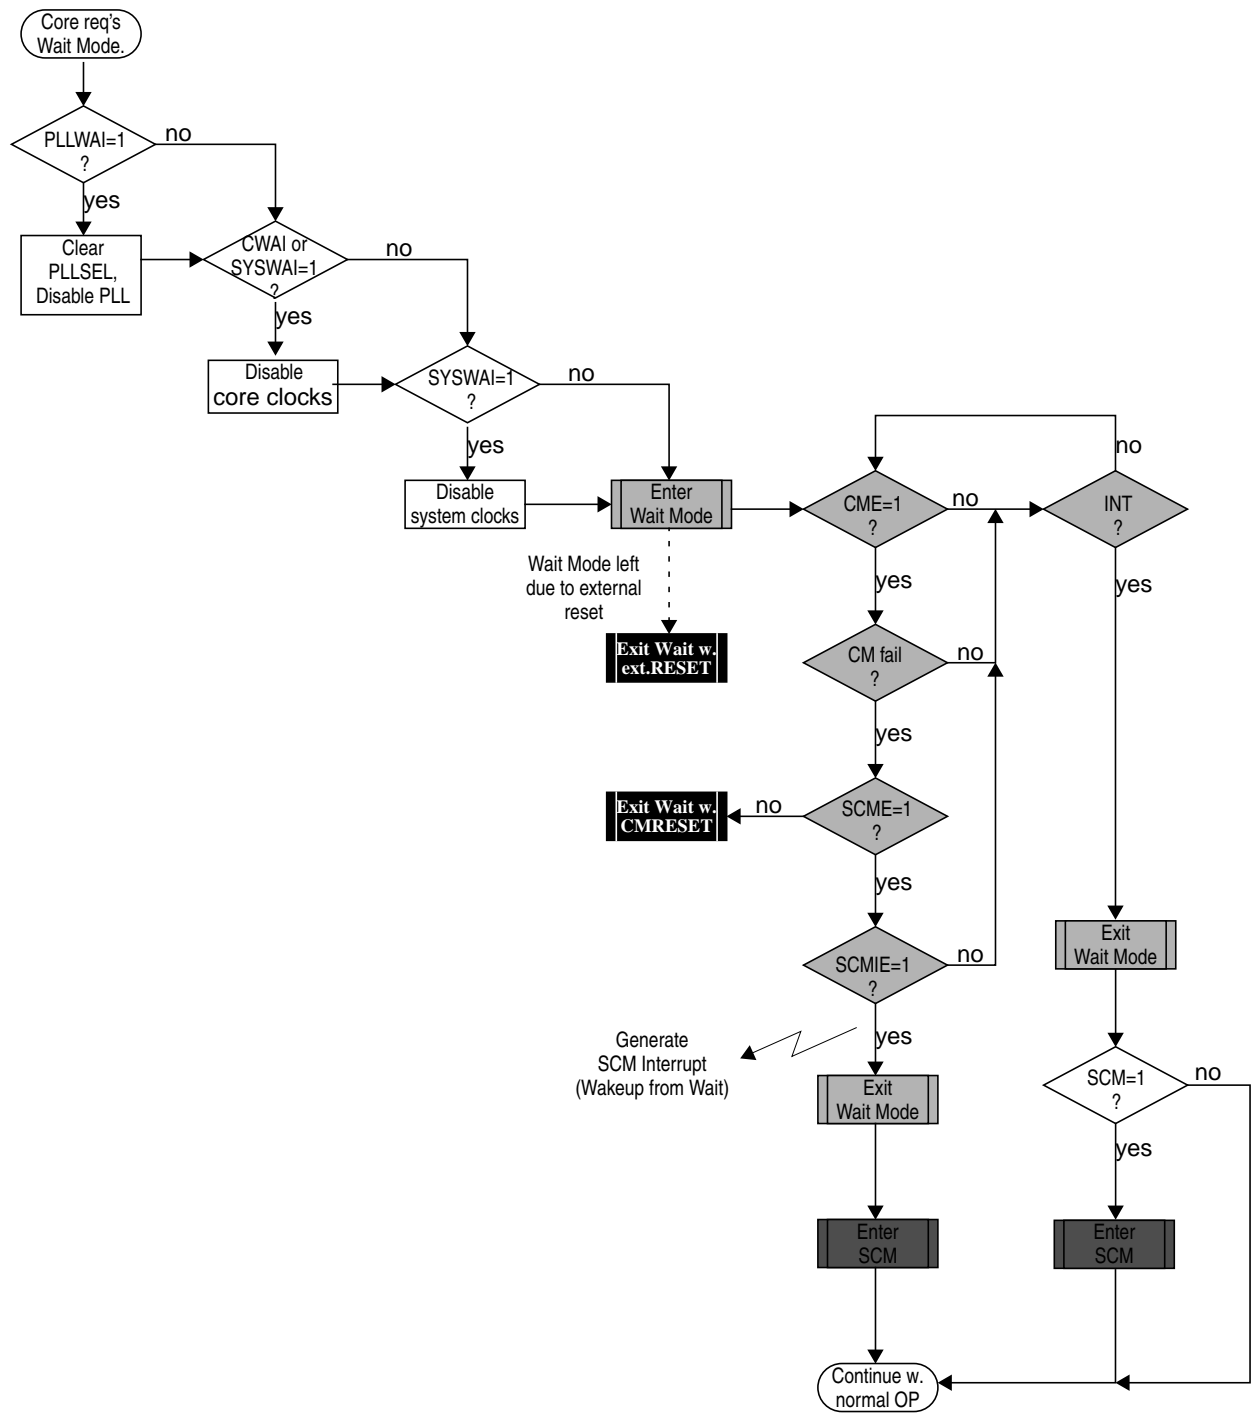 Core req's
Wait Mode.
PLLWAI=1
?
no
yes
Clear
PLLSEL,
Disable PLL
CWAI or
SYSWAI=1
?
no
yes
Disable
core clocks
SYSWAI=1
?
no
yes
Disable
system clocks
Enter
Wait Mode
Wait Mode left
due to external
reset
Exit Wait w.
ext.RESET
CME=1
?
no
yes
INT
?
no
yes
CM fail
?
no
yes
SCME=1
?
no
yes
Exit Wait w.
CMRESET
SCMIE=1
?
no
yes
Generate
SCM Interrupt
(Wakeup from Wait)
Exit
Wait Mode
Enter
SCM
Exit
Wait Mode
SCM=1
?
no
yes
Enter
SCM
Continue w.
normal OP